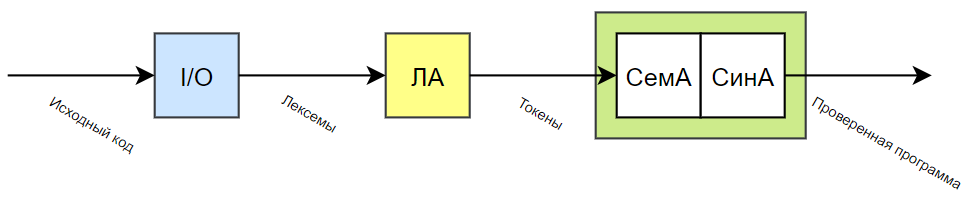 I/O
ЛА
СемА
СинА
Исходный код
Лексемы
Токены
Проверенная программа